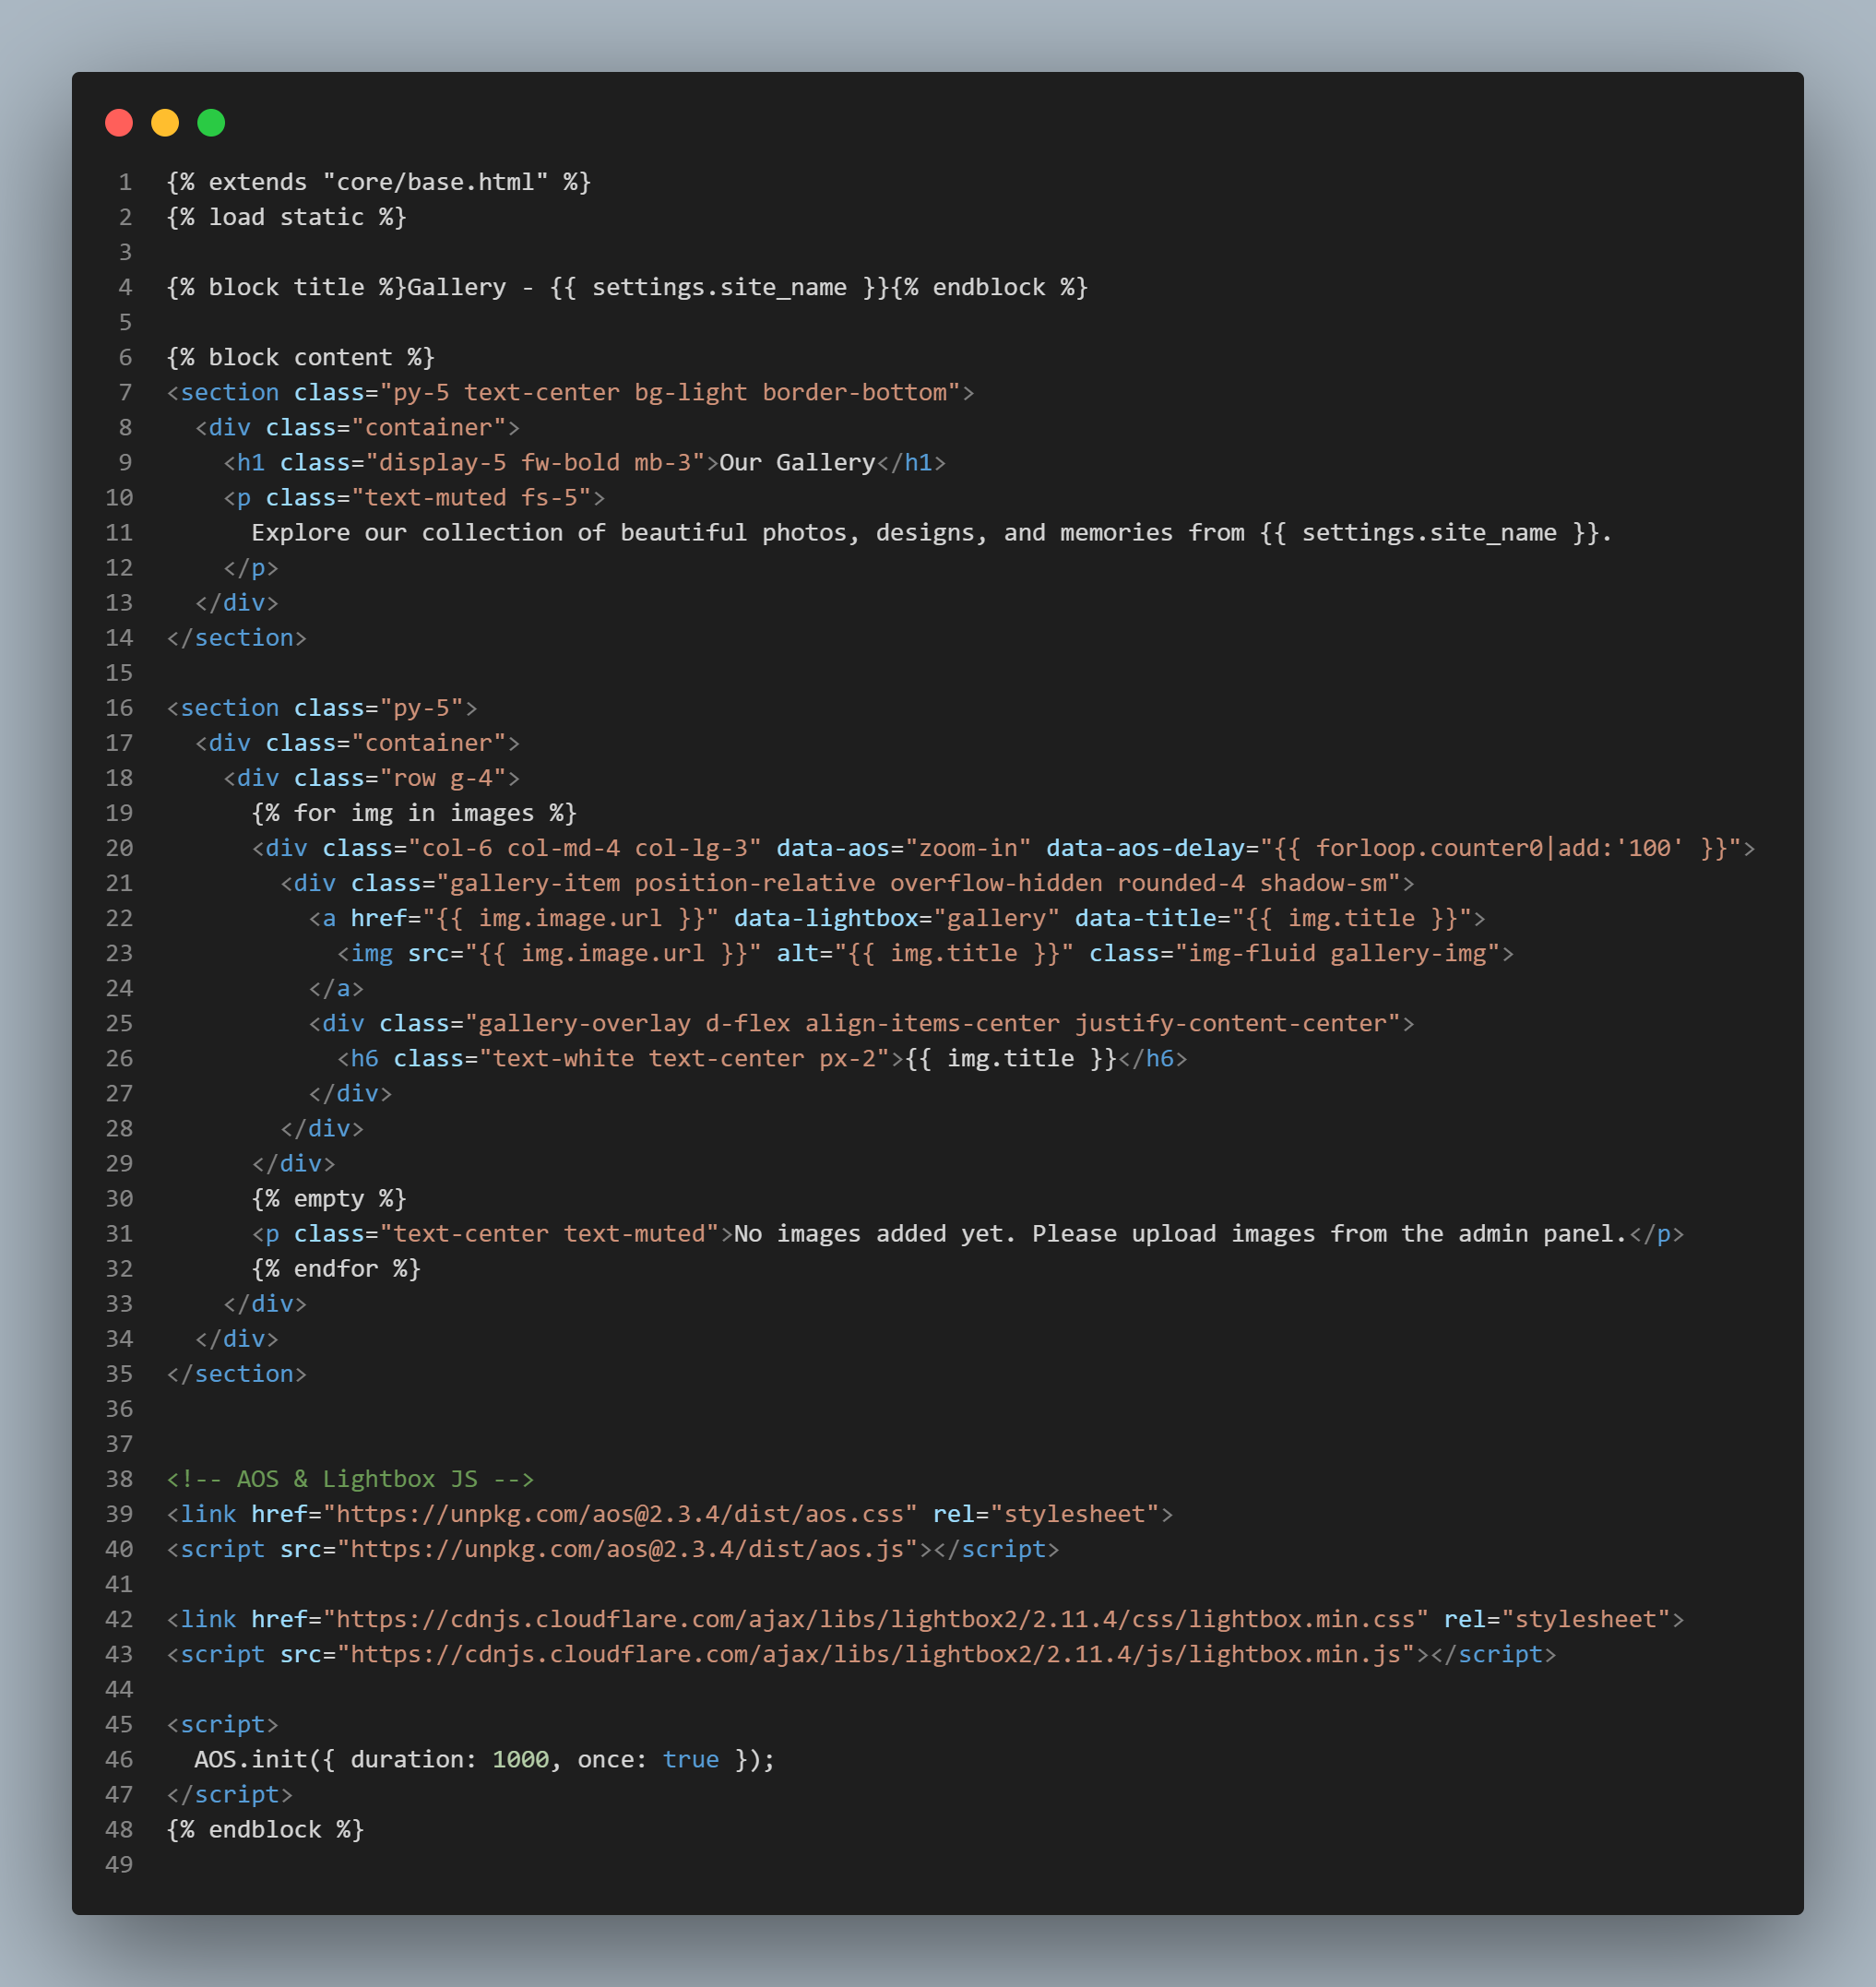 1 {% extends "core/base.html" %}
2 {% load static %}
3
4 {% block title %}Gallery - {{ settings.site_name }}{% endblock %}
5
6 {% block content %}
7 <section class="py-5 text-center bg-light border-bottom">
8   <div class="container">
9     <h1 class="display-5 fw-bold mb-3">Our Gallery</h1>
10     <p class="text-muted fs-5">
11       Explore our collection of beautiful photos, designs, and memories from {{ settings.site_name }}.
12     </p>
13   </div>
14 </section>
15
16 <section class="py-5">
17   <div class="container">
18     <div class="row g-4">
19       {% for img in images %}
20       <div class="col-6 col-md-4 col-lg-3" data-aos="zoom-in" data-aos-delay="{{ forloop.counter0|add:'100' }}">
21         <div class="gallery-item position-relative overflow-hidden rounded-4 shadow-sm">
22           <a href="{{ img.image.url }}" data-lightbox="gallery" data-title="{{ img.title }}">
23             <img src="{{ img.image.url }}" alt="{{ img.title }}" class="img-fluid gallery-img">
24           </a>
25           <div class="gallery-overlay d-flex align-items-center justify-content-center">
26             <h6 class="text-white text-center px-2">{{ img.title }}</h6>
27           </div>
28         </div>
29       </div>
30       {% empty %}
31       <p class="text-center text-muted">No images added yet. Please upload images from the admin panel.</p>
32       {% endfor %}
33     </div>
34   </div>
35 </section>
36
37
38 <!-- AOS & Lightbox JS -->
39 <link href="https://unpkg.com/aos@2.3.4/dist/aos.css" rel="stylesheet">
40 <script src="https://unpkg.com/aos@2.3.4/dist/aos.js"></script>
41
42 <link href="https://cdnjs.cloudflare.com/ajax/libs/lightbox2/2.11.4/css/lightbox.min.css" rel="stylesheet">
43 <script src="https://cdnjs.cloudflare.com/ajax/libs/lightbox2/2.11.4/js/lightbox.min.js"></script>
44
45 <script>
46   AOS.init({ duration: 1000, once: true });
47 </script>
48 {% endblock %}
49